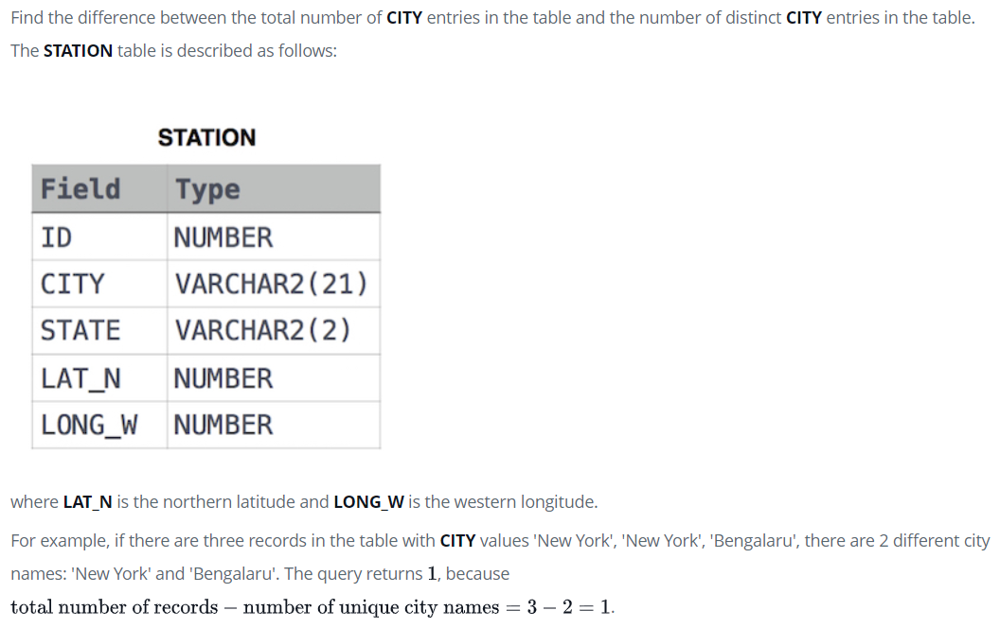 Find the difference between the total number of CITY entries in the table and the number of distinct CITY entries in the table.
The STATION table is described as follows:
STATION
Field Type
ID NUMBER
CITY VARCHAR2(21)
STATE VARCHAR2(2)
LAT_N NUMBER
LONG_W NUMBER
where LAT_N is the northern latitude and LONG_W is the western longitude.
For example, if there are three records in the table with CITY values 'New York', 'New York', 'Bengalaru', there are 2 different city
names: 'New York' and 'Bengalaru'. The query returns 1, because
total number of records − number of unique city names = 3 − 2 = 1.